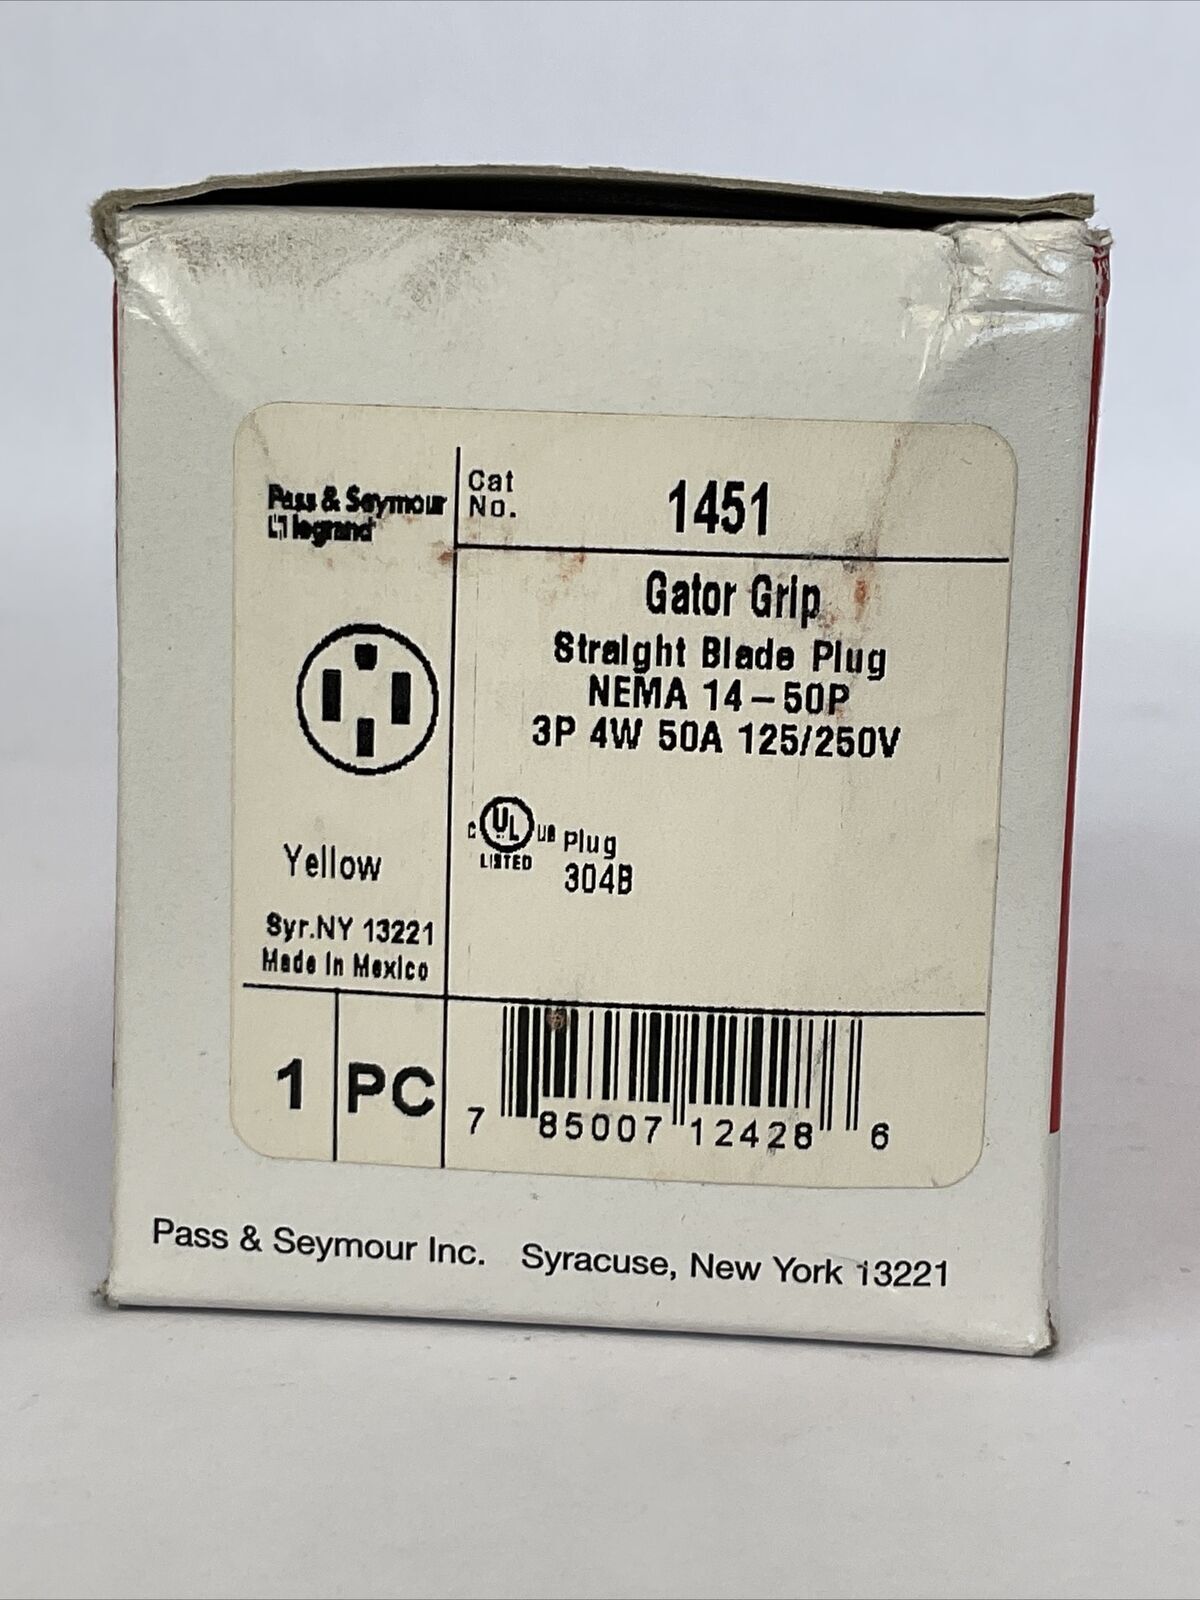 Pass & Seymour
legrand
Cat
No.
1451
Gator Grip
Straight Blade Plug
NEMA 14-50P
3P 4W 50A 125/250V
C UL US
LISTED
Plug
304B
Yellow
Syr.NY 13221
Made In Mexico
1 PC
7 85007 12428 6
Pass & Seymour Inc. Syracuse, New York 13221